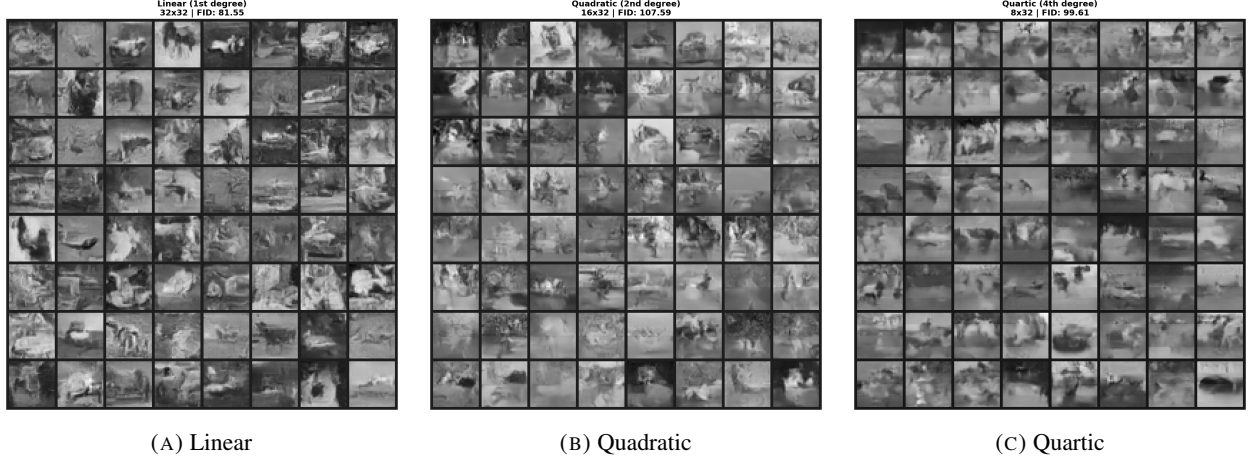 Linear (1st degree)
32x32 | FID: 81.55
Quadratic (2nd degree)
16x32 | FID: 107.59
Quartic (4th degree)
8x32 | FID: 99.61
(A) Linear
(B) Quadratic
(C) Quartic